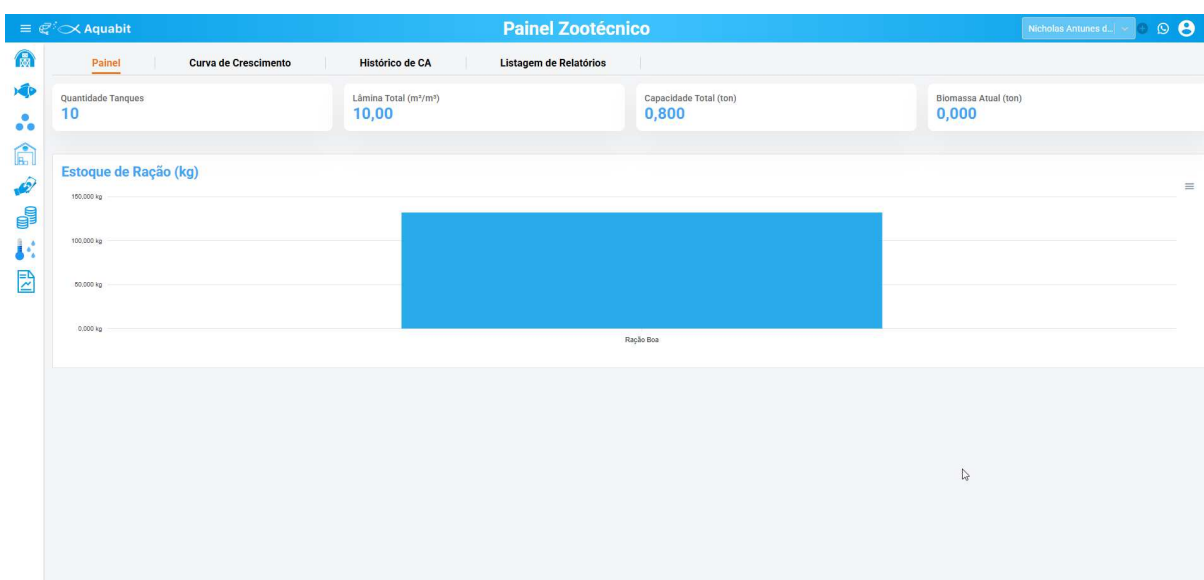 Aquabit
Painel Zootécnico
Nicholas Antunes d...
Painel
Curva de Crescimento
Histórico de CA
Listagem de Relatórios
Quantidade Tanques
10
Lâmina Total (m²/m³)
10,00
Capacidade Total (ton)
0,800
Biomassa Atual (ton)
0,000
Estoque de Ração (kg)
150,000 kg
100,000 kg
50,000 kg
0,000 kg
Ração Boa